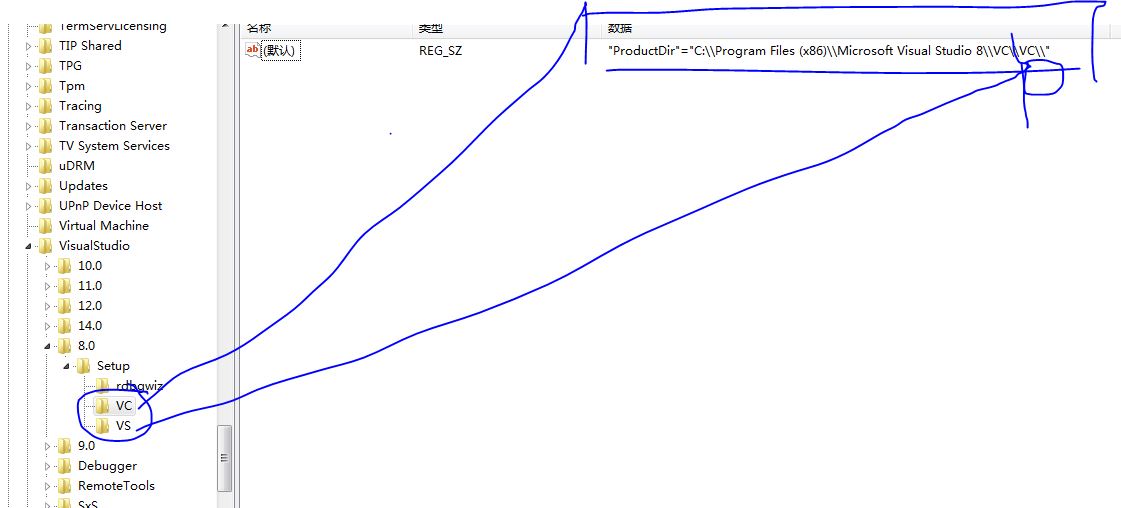 TermServLicensing
TIP Shared
TPG
Tpm
Tracing
Transaction Server
TV System Services
uDRM
Updates
UPnP Device Host
Virtual Machine
VisualStudio
10.0
11.0
12.0
14.0
8.0
Setup
rdbgwiz
VC
VS
9.0
Debugger
RemoteTools
SxS
名称 类型 数据
ab (默认) REG_SZ "ProductDir"="C:\\Program Files (x86)\\Microsoft Visual Studio 8\\VC\\VC\\"